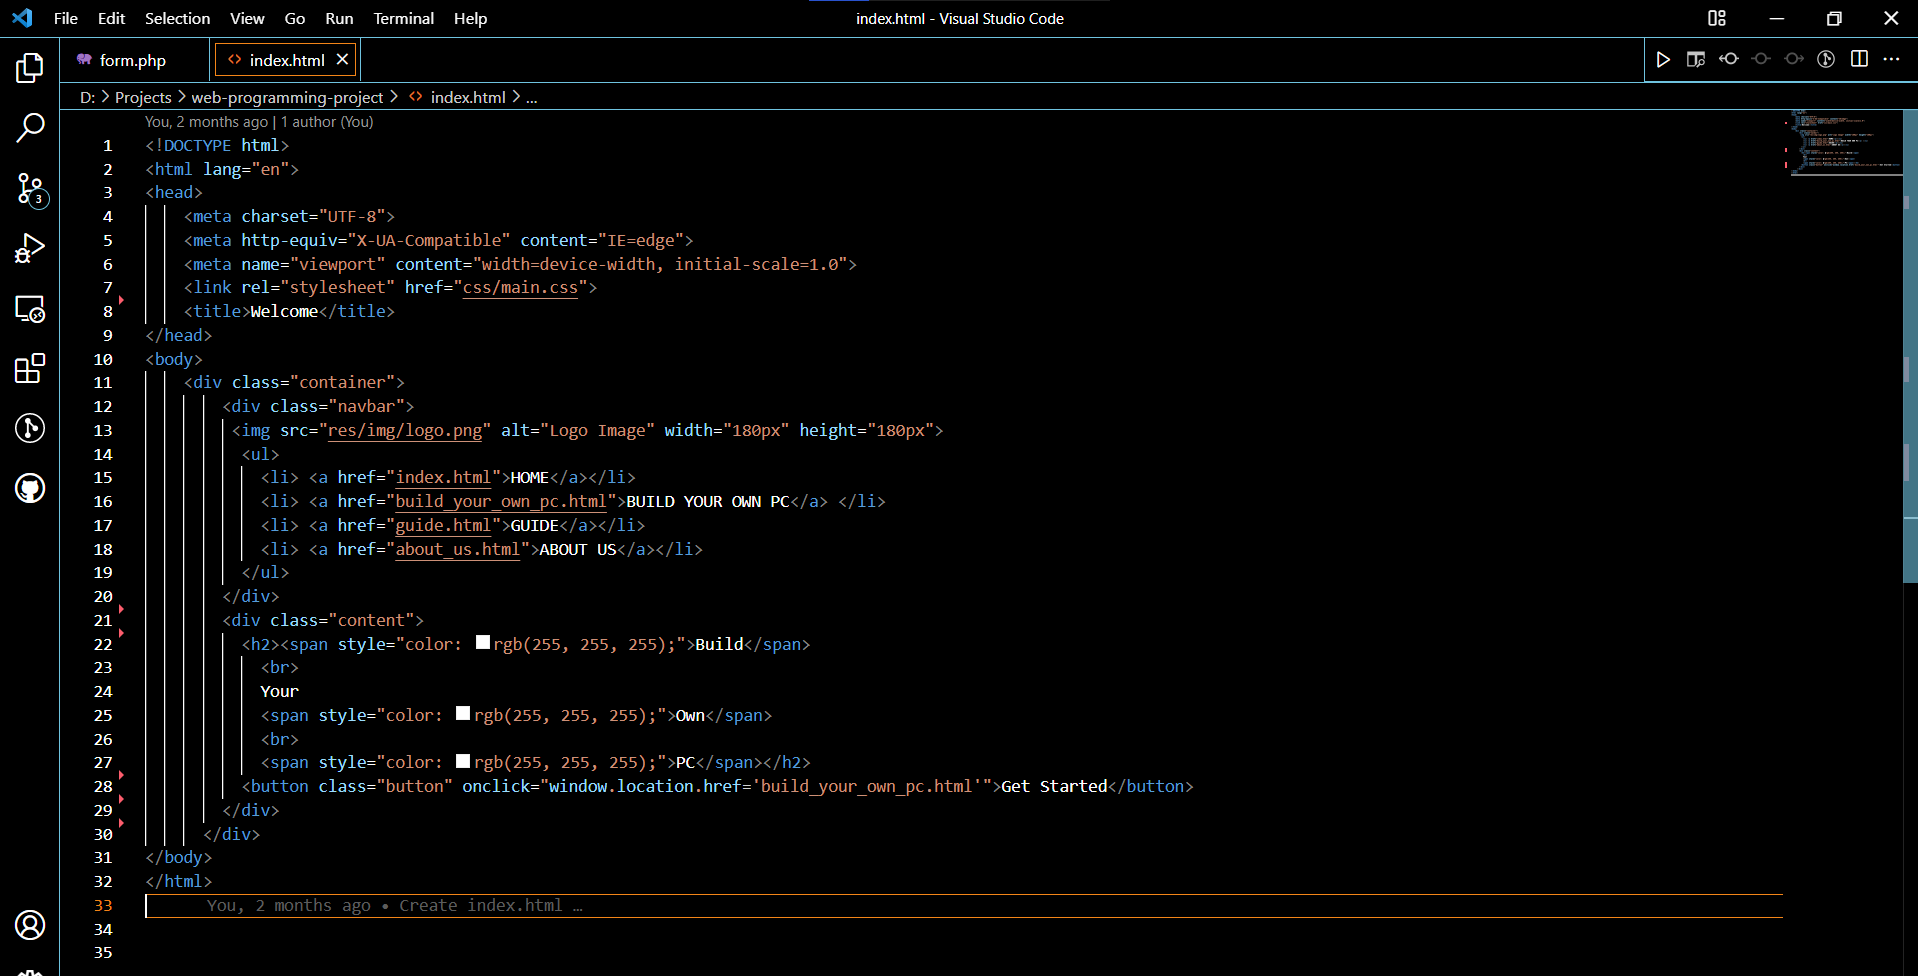 File Edit Selection View Go Run Terminal Help index.html - Visual Studio Code
form.php index.html
D: > Projects > web-programming-project > index.html > ...
You, 2 months ago | 1 author (You)
1 <!DOCTYPE html>
2 <html lang="en">
3 <head>
4 <meta charset="UTF-8">
5 <meta http-equiv="X-UA-Compatible" content="IE=edge">
6 <meta name="viewport" content="width=device-width, initial-scale=1.0">
7 <link rel="stylesheet" href="css/main.css">
8 <title>Welcome</title>
9 </head>
10 <body>
11 <div class="container">
12 <div class="navbar">
13 <img src="res/img/logo.png" alt="Logo Image" width="180px" height="180px">
14 <ul>
15 <li> <a href="index.html">HOME</a></li>
16 <li> <a href="build_your_own_pc.html">BUILD YOUR OWN PC</a> </li>
17 <li> <a href="guide.html">GUIDE</a></li>
18 <li> <a href="about_us.html">ABOUT US</a></li>
19 </ul>
20 </div>
21 <div class="content">
22 <h2><span style="color: rgb(255, 255, 255);">Build</span>
23 <br>
24 Your
25 <span style="color: rgb(255, 255, 255);">Own</span>
26 <br>
27 <span style="color: rgb(255, 255, 255);">PC</span></h2>
28 <button class="button" onclick="window.location.href='build_your_own_pc.html'">Get Started</button>
29 </div>
30 </div>
31 </body>
32 </html>
33 You, 2 months ago • Create index.html …
34
35
3